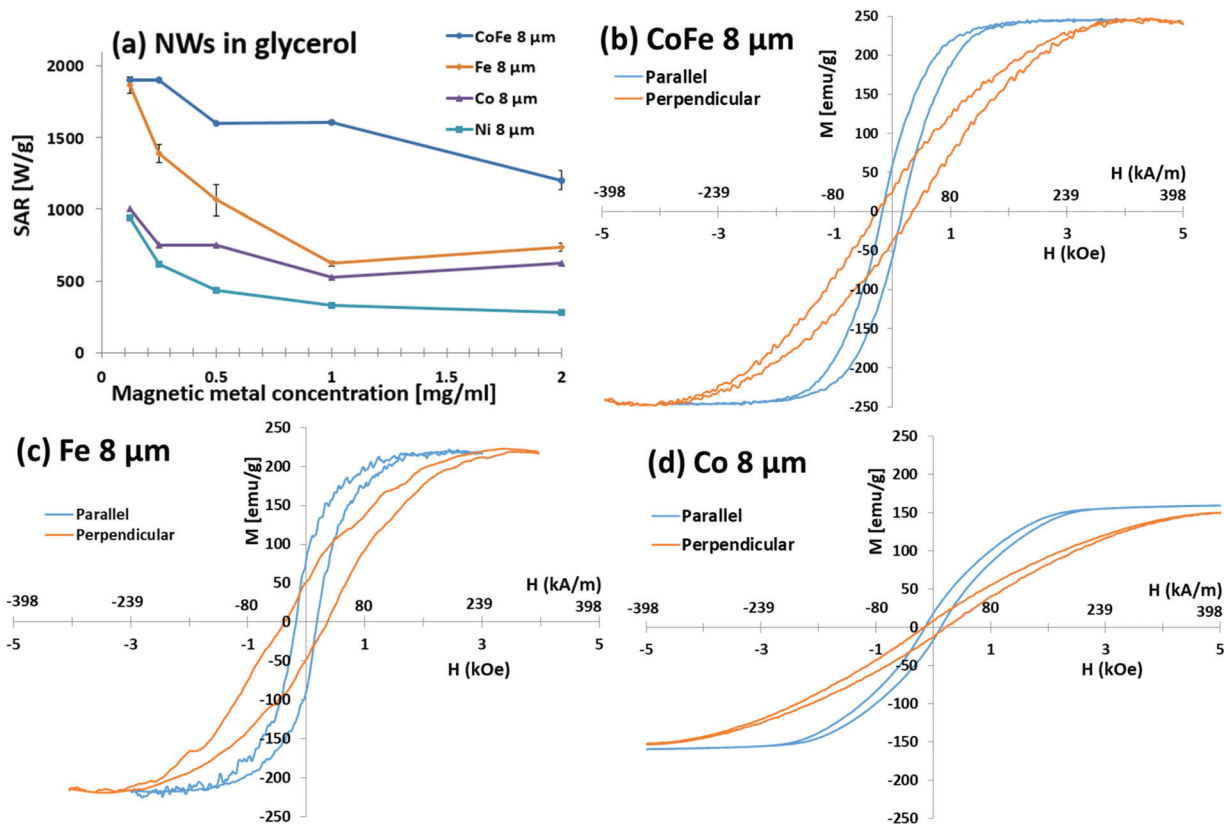 (a) NWs in glycerol
CoFe 8 µm
Fe 8 µm
Co 8 µm
Ni 8 µm
SAR [W/g]
2000
1500
1000
500
0
0 0.5 1 1.5 2
Magnetic metal concentration [mg/ml]
(b) CoFe 8 µm
Parallel
Perpendicular
M [emu/g]
250
200
150
100
50
0
-50
-100
-150
-200
-250
H (kA/m)
-398 -239 -80 80 239 398
-5 -3 -1 1 3 5
H (kOe)
(c) Fe 8 µm
Parallel
Perpendicular
M [emu/g]
250
200
150
100
50
0
-50
-100
-150
-200
-250
H (kA/m)
-398 -239 -80 80 239 398
-5 -3 -1 1 3 5
H (kOe)
(d) Co 8 µm
Parallel
Perpendicular
M [emu/g]
250
200
150
100
50
0
-50
-100
-150
-200
-250
H (kA/m)
-398 -239 -80 80 239 398
-5 -3 -1 1 3 5
H (kOe)